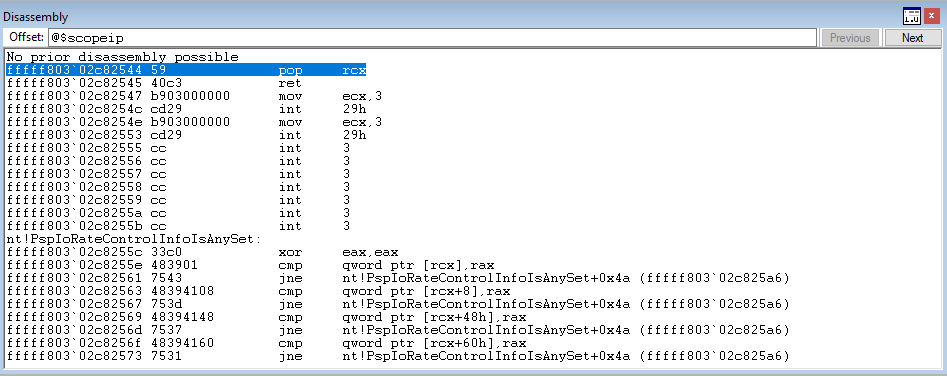 Disassembly
Offset: @$scopeip Previous Next
No prior disassembly possible
fffff803`02c82544 59 pop rcx
fffff803`02c82545 40c3 ret
fffff803`02c82547 b903000000 mov ecx,3
fffff803`02c8254c cd29 int 29h
fffff803`02c8254e b903000000 mov ecx,3
fffff803`02c82553 cd29 int 29h
fffff803`02c82555 cc int 3
fffff803`02c82556 cc int 3
fffff803`02c82557 cc int 3
fffff803`02c82558 cc int 3
fffff803`02c82559 cc int 3
fffff803`02c8255a cc int 3
fffff803`02c8255b cc int 3
nt!PspIoRateControlInfoIsAnySet:
fffff803`02c8255c 33c0 xor eax,eax
fffff803`02c8255e 483901 cmp qword ptr [rcx],rax
fffff803`02c82561 7543 jne nt!PspIoRateControlInfoIsAnySet+0x4a (fffff803`02c825a6)
fffff803`02c82563 48394108 cmp qword ptr [rcx+8],rax
fffff803`02c82567 753d jne nt!PspIoRateControlInfoIsAnySet+0x4a (fffff803`02c825a6)
fffff803`02c82569 48394148 cmp qword ptr [rcx+48h],rax
fffff803`02c8256d 7537 jne nt!PspIoRateControlInfoIsAnySet+0x4a (fffff803`02c825a6)
fffff803`02c8256f 48394160 cmp qword ptr [rcx+60h],rax
fffff803`02c82573 7531 jne nt!PspIoRateControlInfoIsAnySet+0x4a (fffff803`02c825a6)